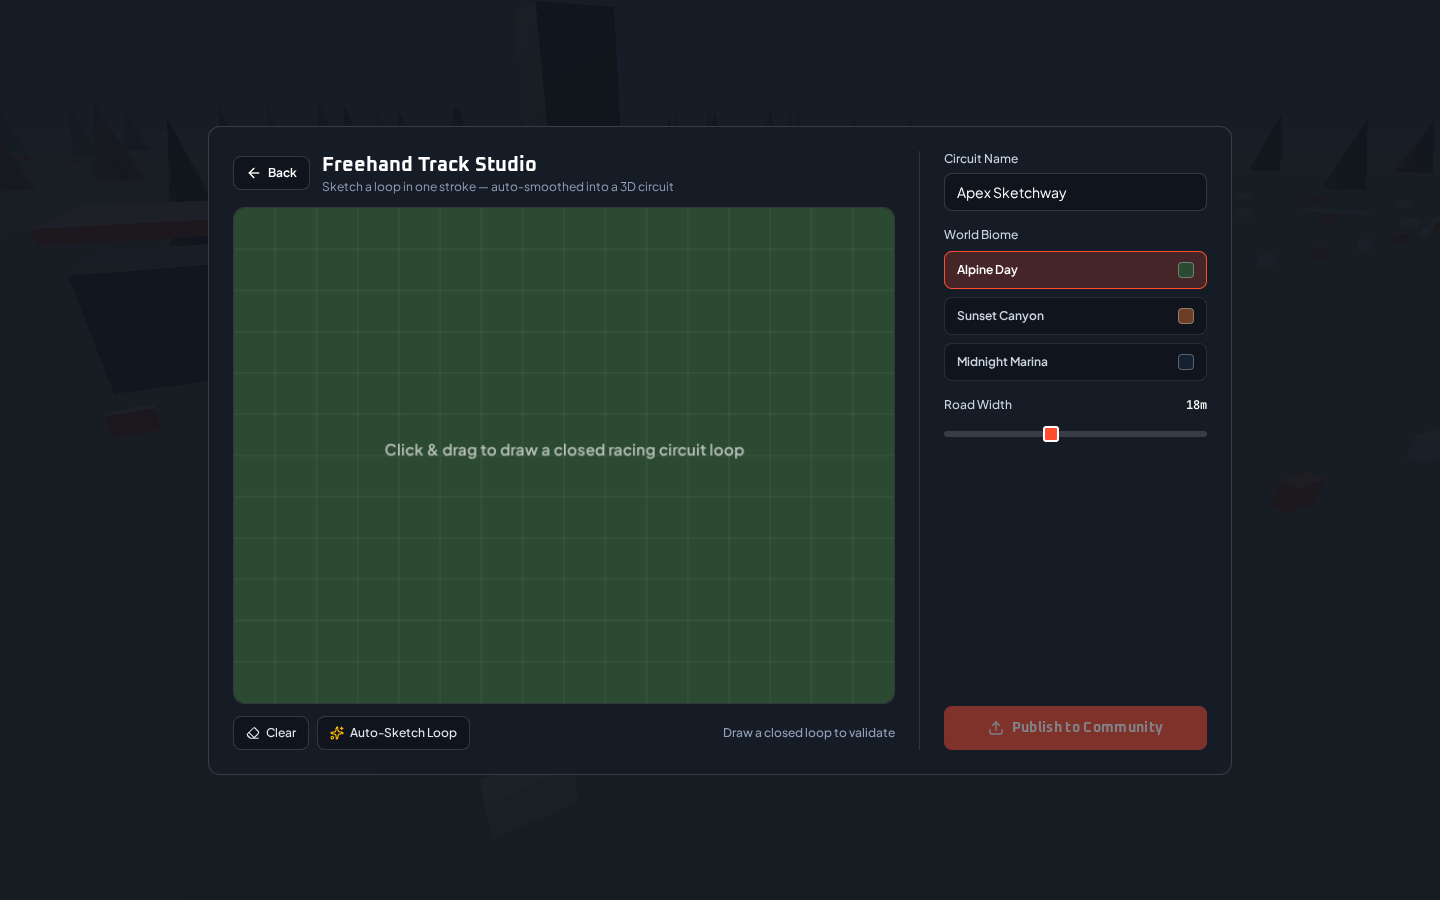 Back
Freehand Track Studio
Sketch a loop in one stroke — auto-smoothed into a 3D circuit
Click & drag to draw a closed racing circuit loop
Clear
Auto-Sketch Loop
Draw a closed loop to validate
Circuit Name
Apex Sketchway
World Biome
Alpine Day
Sunset Canyon
Midnight Marina
Road Width 18m
Publish to Community